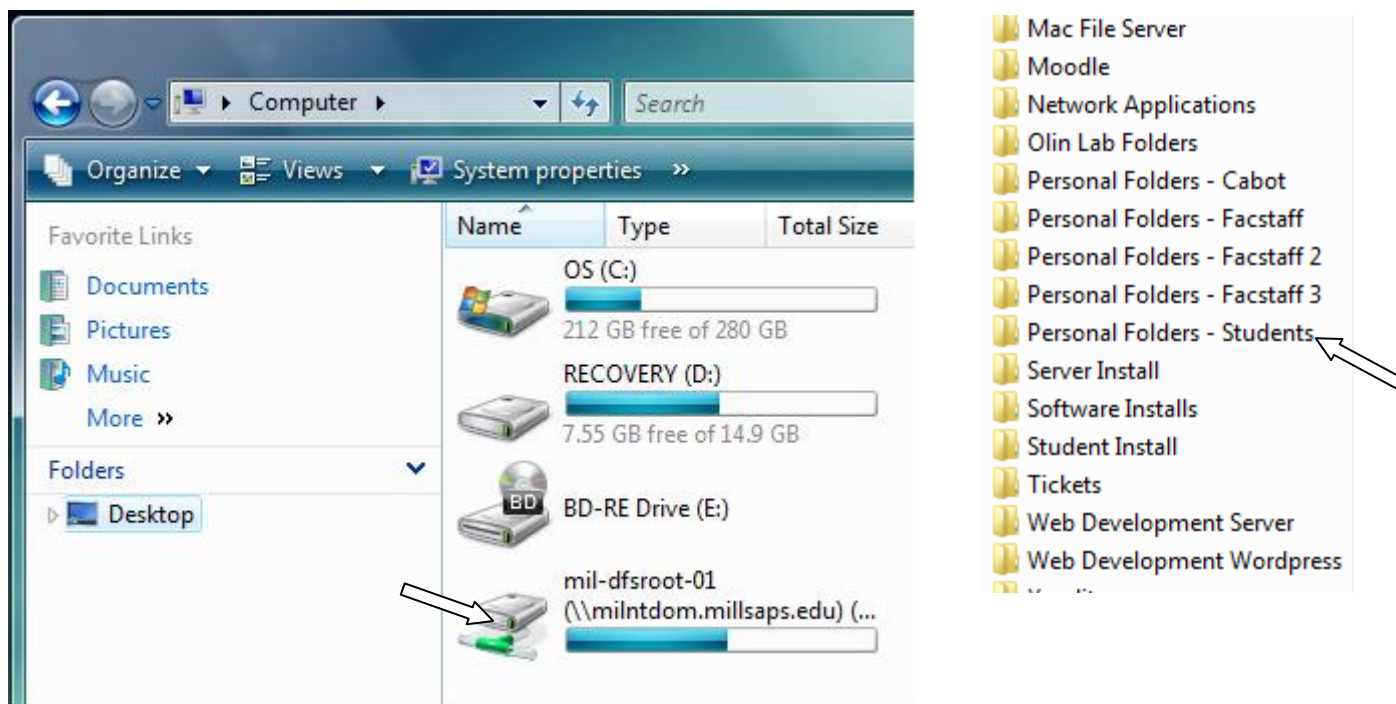 Computer
Search
Organize Views System properties »
Favorite Links
Documents
Pictures
Music
More »
Folders
Desktop
Name Type Total Size
OS (C:)
212 GB free of 280 GB
RECOVERY (D:)
7.55 GB free of 14.9 GB
BD
BD-RE Drive (E:)
mil-dfsroot-01
(\\milntdom.millsaps.edu) (...
Mac File Server
Moodle
Network Applications
Olin Lab Folders
Personal Folders - Cabot
Personal Folders - Facstaff
Personal Folders - Facstaff 2
Personal Folders - Facstaff 3
Personal Folders - Students
Server Install
Software Installs
Student Install
Tickets
Web Development Server
Web Development Wordpress